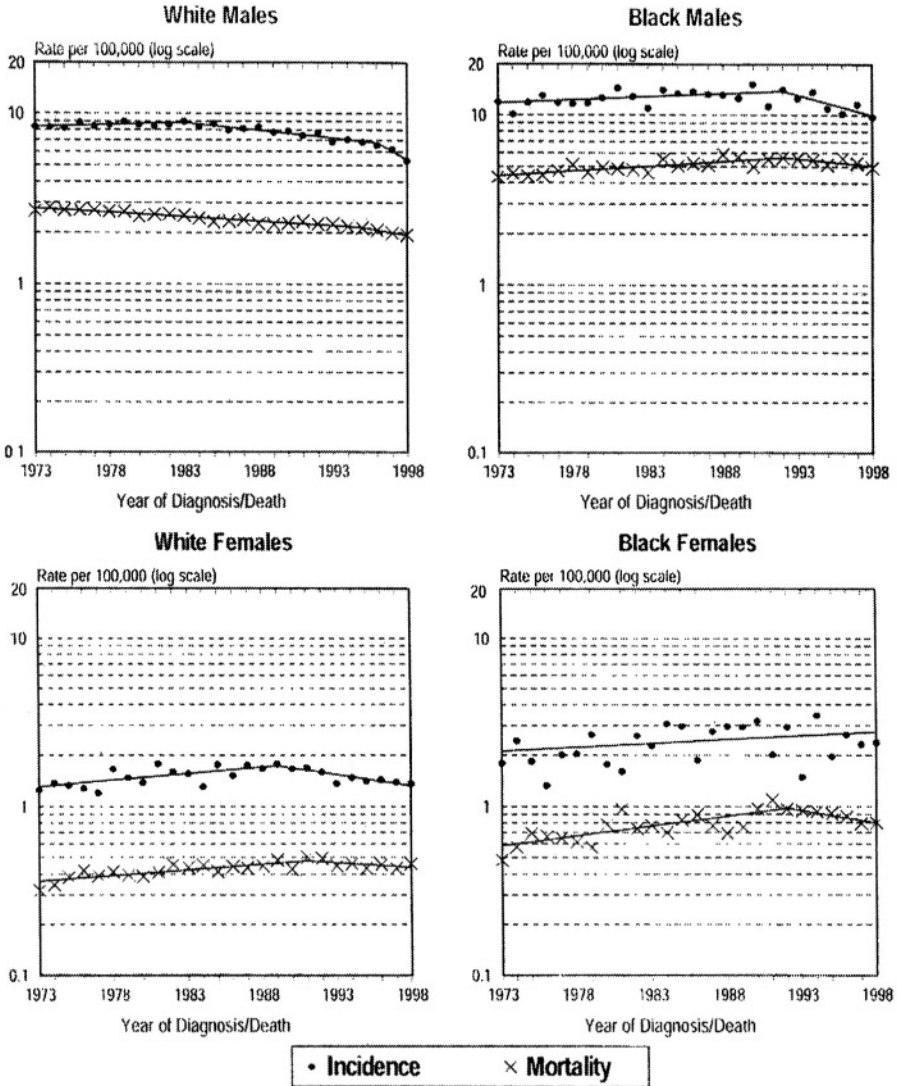 White Males
Rate per 100,000 (log scale)
20
10
1
0.1
1973 1978 1983 1988 1993 1998
Year of Diagnosis/Death
Black Males
Rate per 100,000 (log scale)
20
10
1
0.1
1973 1978 1983 1988 1993 1998
Year of Diagnosis/Death
White Females
Rate per 100,000 (log scale)
20
10
1
0.1
1973 1978 1983 1988 1993 1998
Year of Diagnosis/Death
Black Females
Rate per 100,000 (log scale)
20
10
1
0.1
1973 1978 1983 1988 1993 1998
Year of Diagnosis/Death
• Incidence × Mortality